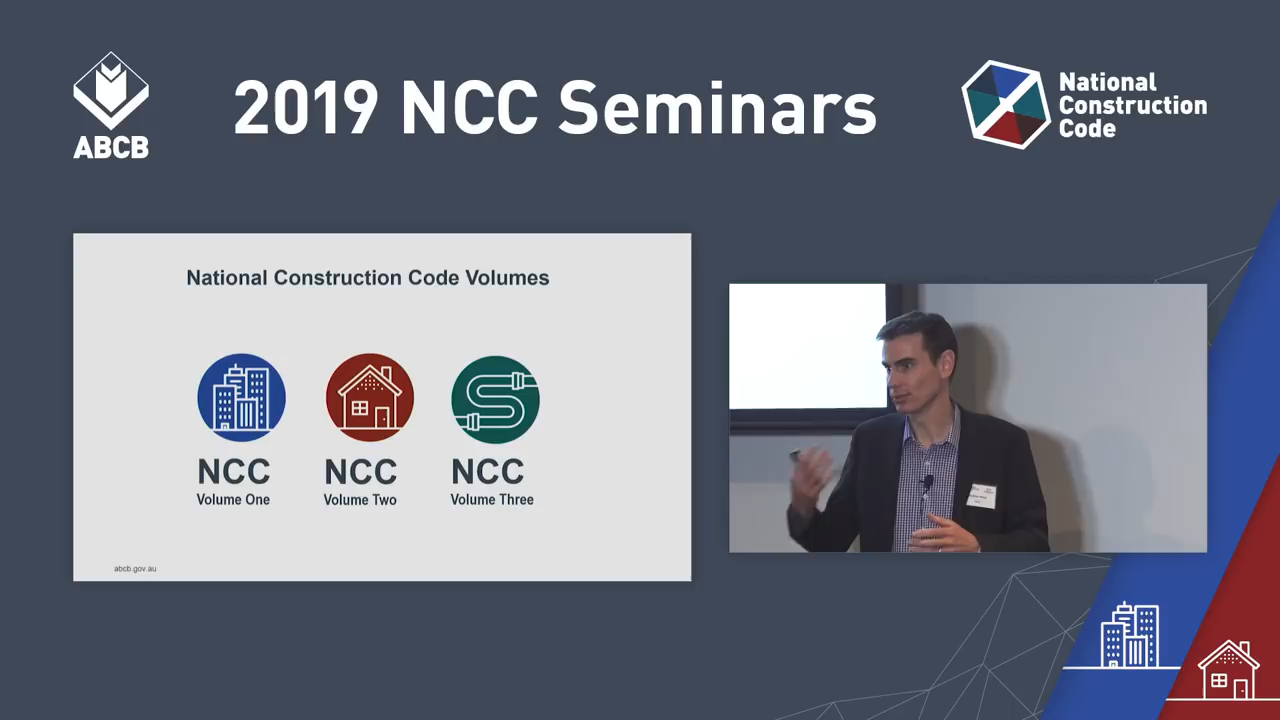 ABCB
2019 NCC Seminars
National
Construction
Code
National Construction Code Volumes
NCC
Volume One
NCC
Volume Two
NCC
Volume Three
abcb.gov.au